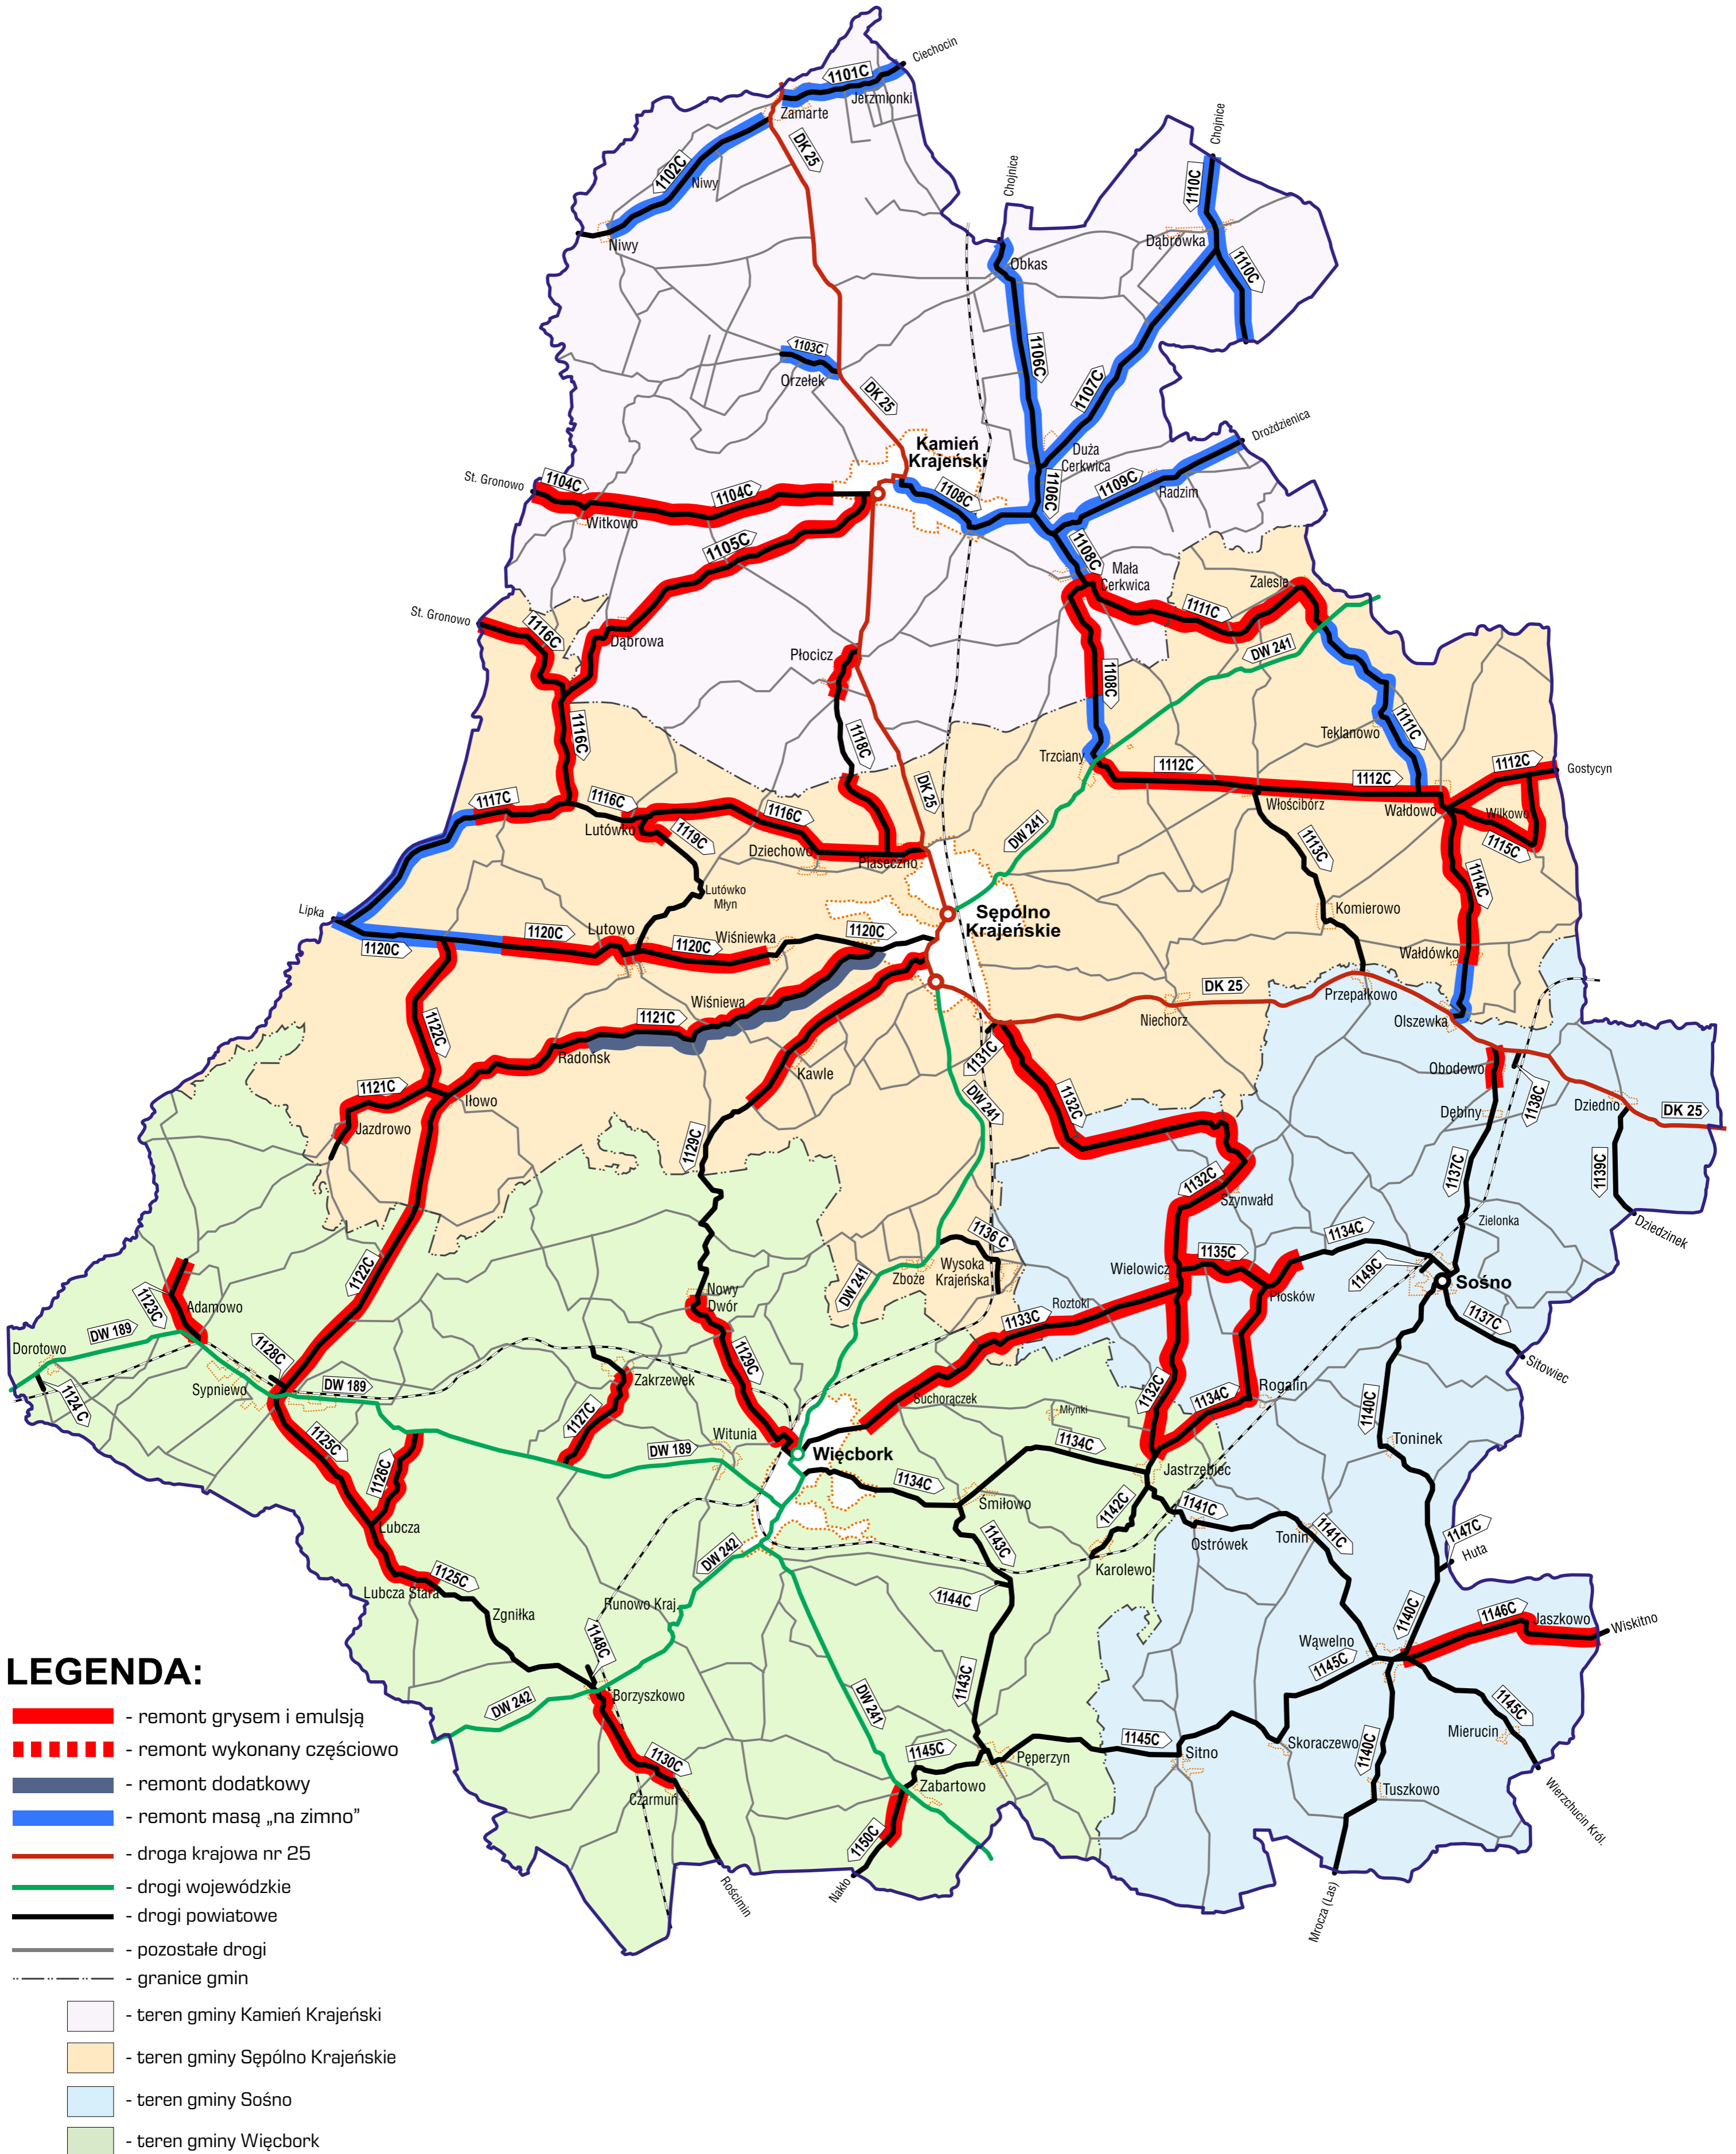 Ciechocin
1101C
Jerzmionki
Zamarte
DK 25
Chojnice
1102C
Niwy
Chojnice
1110C
Niwy
Dąbrówka
Obkas
1110C
1103C
1106C
Orzełek
1107C
DK 25
Drożdzienica
Kamień
Krajeński
Duża
Cerkwica
St. Gronowo
1104C
1104C
1108C
1106C
1109C
Radzim
Witkowo
1105C
1108C
Mała
Cerkwica
Zalesie
St. Gronowo
1116C
1111C
Dąbrowa
DW 241
Płocicz
1108C
1116C
1118C
Teklanowo
1111C
Trzciany
1112C
1112C
1112C
Gostycyn
DK 25
1117C
1116C
1116C
Włościbórz
Wałdowo
Wilkowo
Lutówko
1119C
DW 241
1113C
1115C
Dziechowo
Piaseczno
1114C
Lutówko
Młyn
Lipka
Sępólno
Krajeńskie
Komierowo
1120C
1120C
Lutowo
1120C
Wiśniewka
1120C
Wałdówko
DK 25
Przepałkowo
Wiśniewa
Niechorz
Olszewka
1121C
1122C
Radońsk
1131C
Kawle
Obodowo
1138C
1121C
Iłowo
DW 241
1132C
Dziedno
Dębiny
DK 25
Jazdrowo
1129C
1137C
1139C
1132C
Szynwałd
Zielonka
Dziedzinek
1136 C
1134C
1122C
Wysoka
Krajeńska
Zboże
Wielowicz
1135C
1149C
Sośno
1123C
Adamowo
Nowy
Dwór
DW 241
Roztoki
Płosków
1133C
1137C
DW 189
Dorotowo
1128C
1129C
Sitowiec
1124 C
Sypniewo
DW 189
Zakrzewek
Suchorączek
1132C
1134C
Rogalin
Młynki
1140C
1127C
Witunia
1125C
DW 189
Więcbork
1134C
Toninek
1126C
1134C
Jastrzębiec
Śmiłowo
Lubcza
1142C
1141C
1143C
Tonin
1141C
Ostrówek
1147C
DW 242
Huta
Karolewo
1125C
Lubcza Stara
1144C
Zgniłka
Runowo Kraj.
1140C
1146C
Jaszkowo
Wiskitno
1148C
Wąwelno
1145C
1143C
Borzyszkowo
DW 242
DW 241
1145C
Mierucin
Skoraczewo
1145C
1145C
Pęperzyn
Sitno
1140C
1130C
Zabartowo
Tuszkowo
Czarmuń
Wierzchucin Król.
1150C
Nakło
Rościmin
Mrocza (Las)
LEGENDA:
- remont grysem i emulsją
- remont wykonany częściowo
- remont dodatkowy
- remont masą „na zimno”
- droga krajowa nr 25
- drogi wojewódzkie
- drogi powiatowe
- pozostałe drogi
- granice gmin
- teren gminy Kamień Krajeński
- teren gminy Sępólno Krajeńskie
- teren gminy Sośno
- teren gminy Więcbork